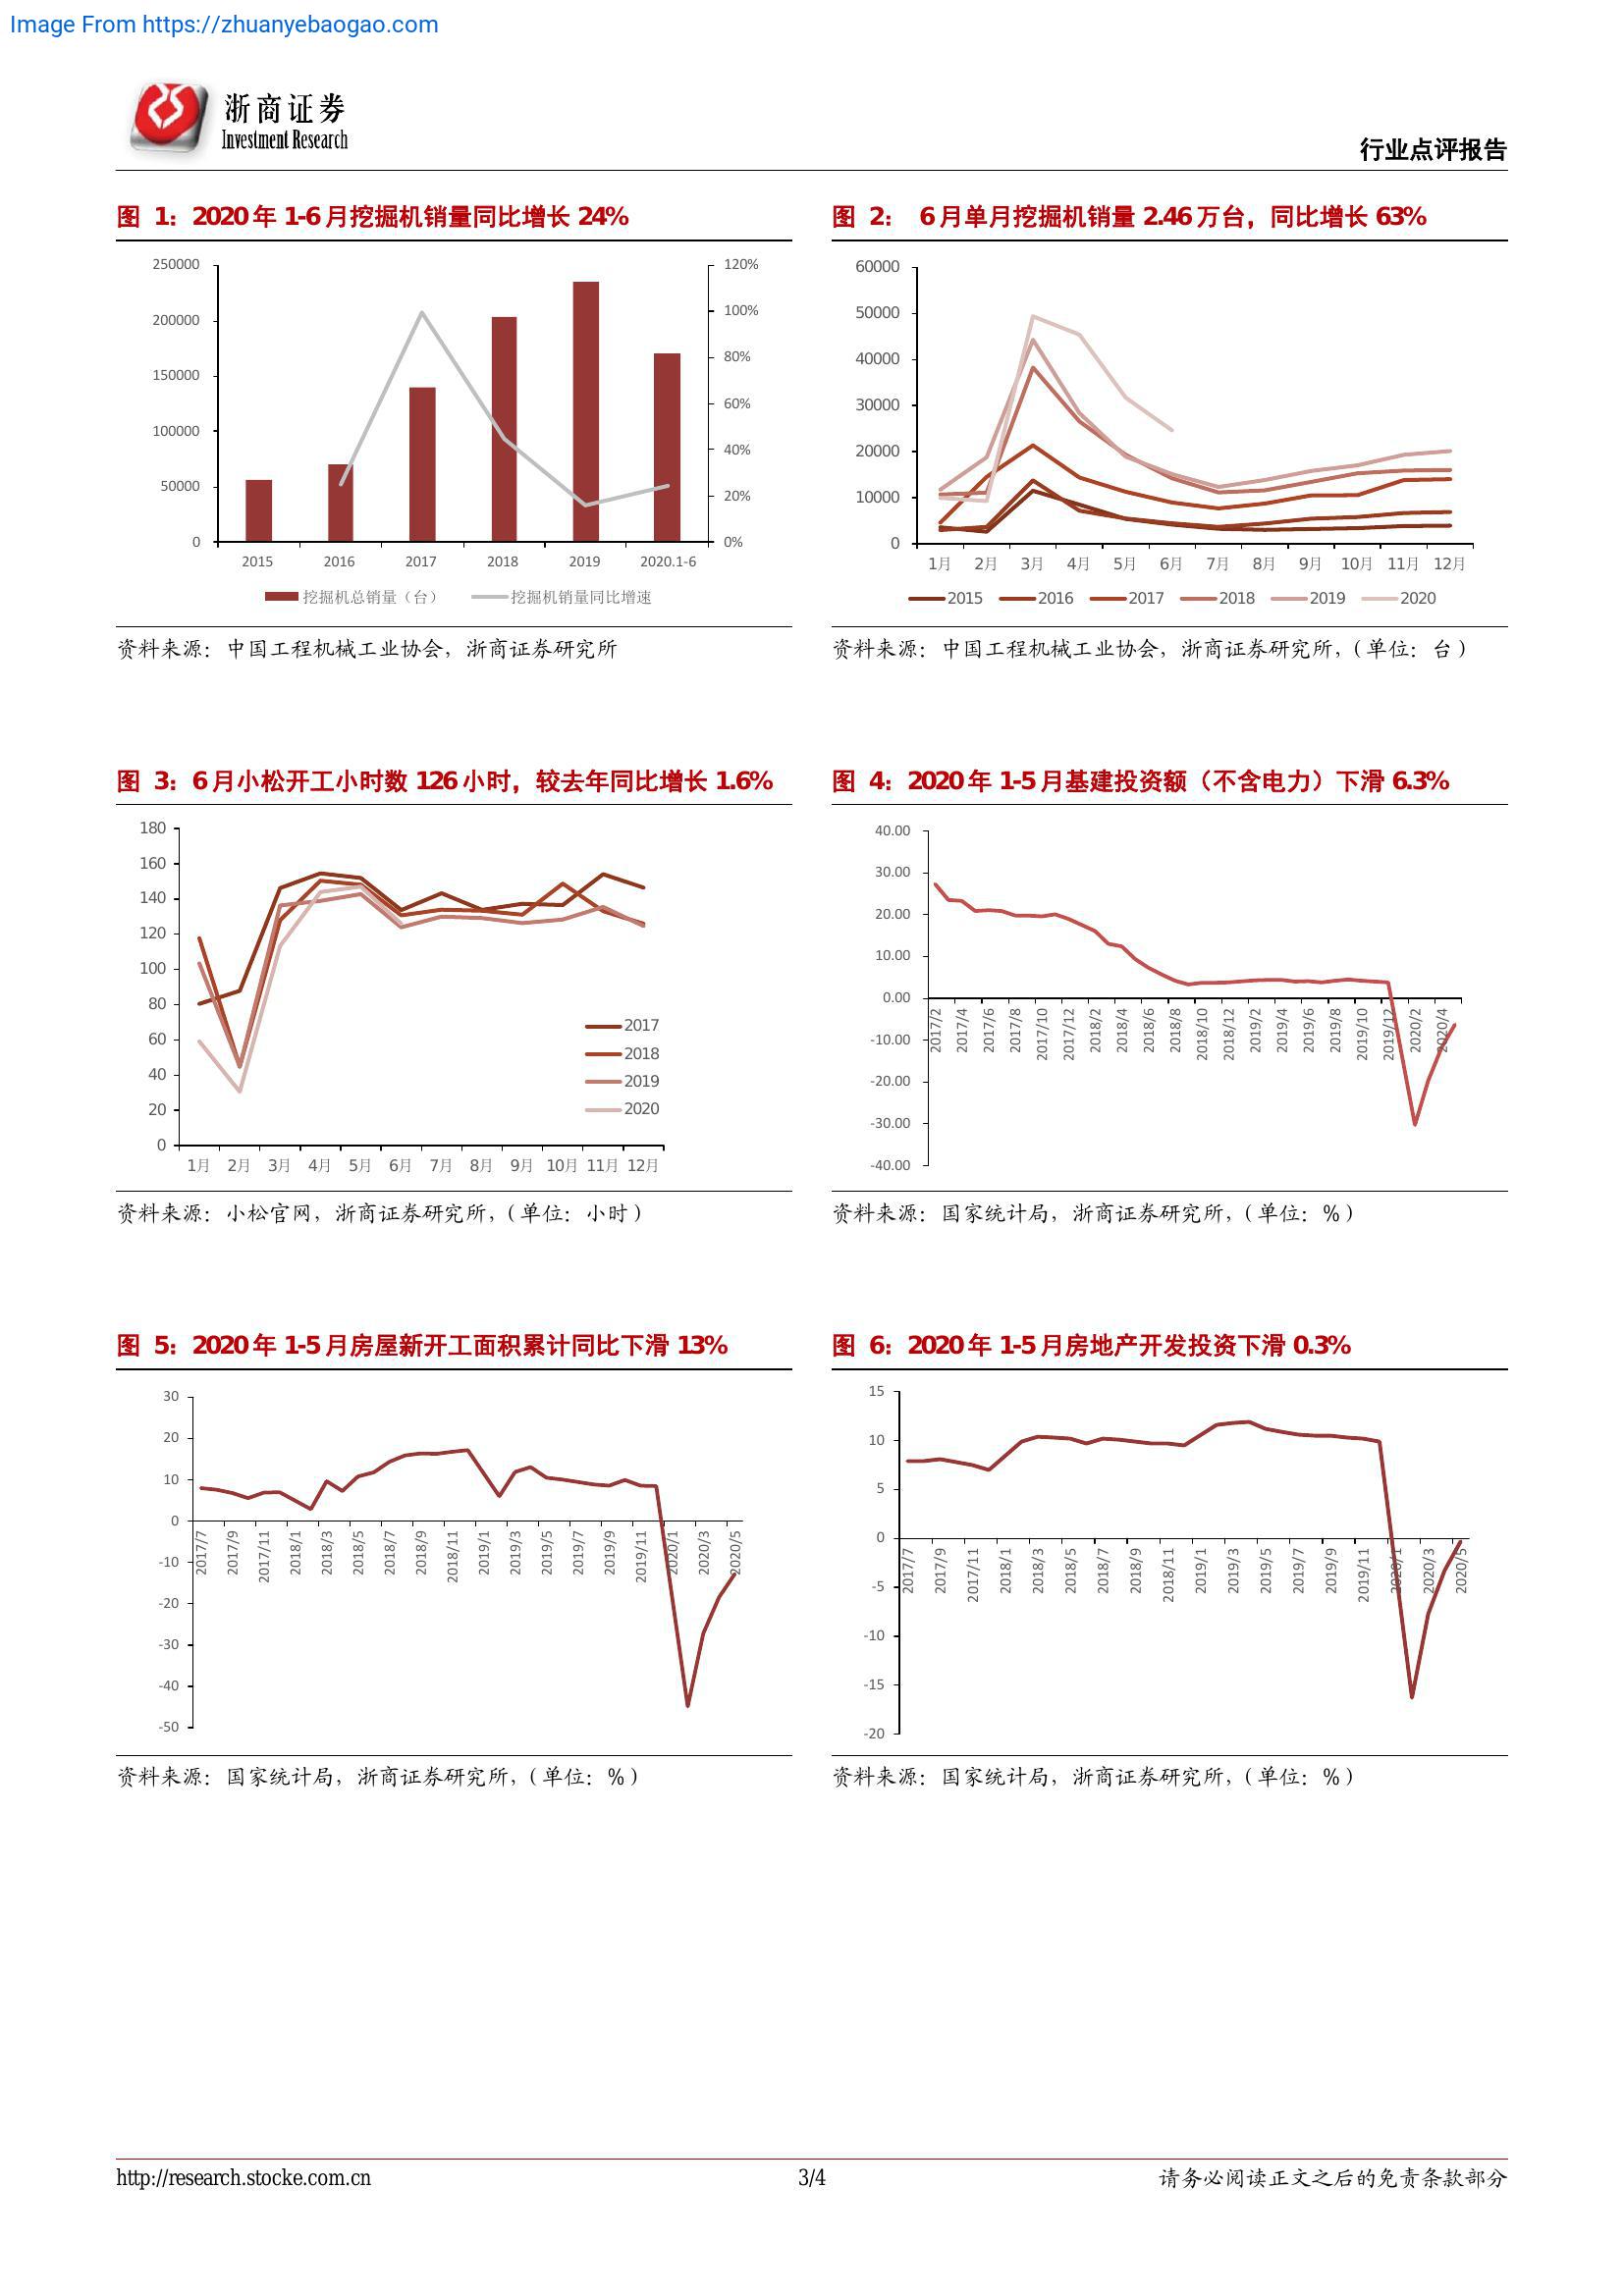 Image From https://zhuanyebaogao.com
浙商证券
Investment Research
行业点评报告
图 1：2020 年 1-6 月挖掘机销量同比增长 24%
250000
200000
150000
100000
50000
0
120%
100%
80%
60%
40%
20%
0%
2015 2016 2017 2018 2019 2020.1-6
挖掘机总销量（台） 挖掘机销量同比增速
资料来源：中国工程机械工业协会，浙商证券研究所
图 2： 6 月单月挖掘机销量 2.46 万台，同比增长 63%
60000
50000
40000
30000
20000
10000
0
1月 2月 3月 4月 5月 6月 7月 8月 9月 10月 11月 12月
2015 2016 2017 2018 2019 2020
资料来源：中国工程机械工业协会，浙商证券研究所，（单位：台）
图 3：6 月小松开工小时数 126 小时，较去年同比增长 1.6%
180
160
140
120
100
80
60
40
20
0
2017
2018
2019
2020
1月 2月 3月 4月 5月 6月 7月 8月 9月 10月 11月 12月
资料来源：小松官网，浙商证券研究所，（单位：小时）
图 4：2020 年 1-5 月基建投资额（不含电力）下滑 6.3%
40.00
30.00
20.00
10.00
0.00
-10.00
-20.00
-30.00
-40.00
2017/2 2017/4 2017/6 2017/8 2017/10 2017/12 2018/2 2018/4 2018/6 2018/8 2018/10 2018/12 2019/2 2019/4 2019/6 2019/8 2019/10 2019/12 2020/2 2020/4
资料来源：国家统计局，浙商证券研究所，（单位：%）
图 5：2020 年 1-5 月房屋新开工面积累计同比下滑 13%
30
20
10
0
-10
-20
-30
-40
-50
2017/7 2017/9 2017/11 2018/1 2018/3 2018/5 2018/7 2018/9 2018/11 2019/1 2019/3 2019/5 2019/7 2019/9 2019/11 2020/1 2020/3 2020/5
资料来源：国家统计局，浙商证券研究所，（单位：%）
图 6：2020 年 1-5 月房地产开发投资下滑 0.3%
15
10
5
0
-5
-10
-15
-20
2017/7 2017/9 2017/11 2018/1 2018/3 2018/5 2018/7 2018/9 2018/11 2019/1 2019/3 2019/5 2019/7 2019/9 2019/11 2020/1 2020/3 2020/5
资料来源：国家统计局，浙商证券研究所，（单位：%）
http://research.stocke.com.cn
3/4
请务必阅读正文之后的免责条款部分